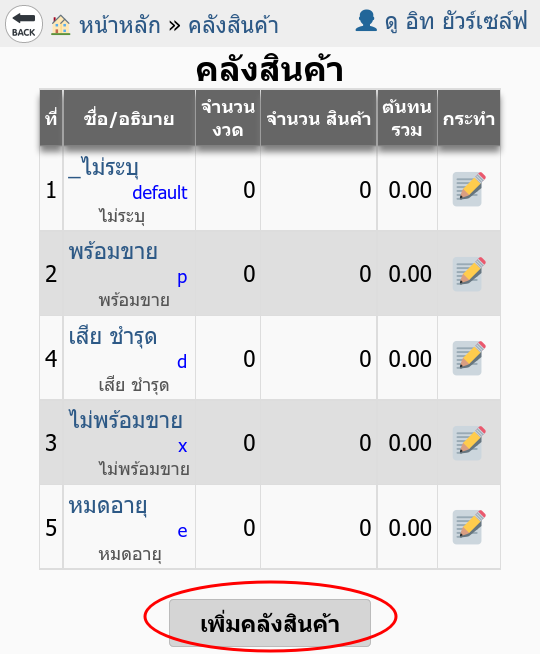 BACK หน้าหลัก » คลังสินค้า ดู อิท ยัวร์เซล์ฟ
คลังสินค้า
ที่ ชื่อ/อธิบาย จำนวน งวด จำนวน สินค้า ต้นทน รวม กระทำ
1 _ไม่ระบุ 0 0 0.00
default
ไม่ระบุ
2 พร้อมขาย 0 0 0.00
p
พร้อมขาย
4 เสีย ชำรุด 0 0 0.00
d
เสีย ชำรุด
3 ไม่พร้อมขาย 0 0 0.00
x
ไม่พร้อมขาย
5 หมดอายุ 0 0 0.00
e
หมดอายุ
เพิ่มคลังสินค้า